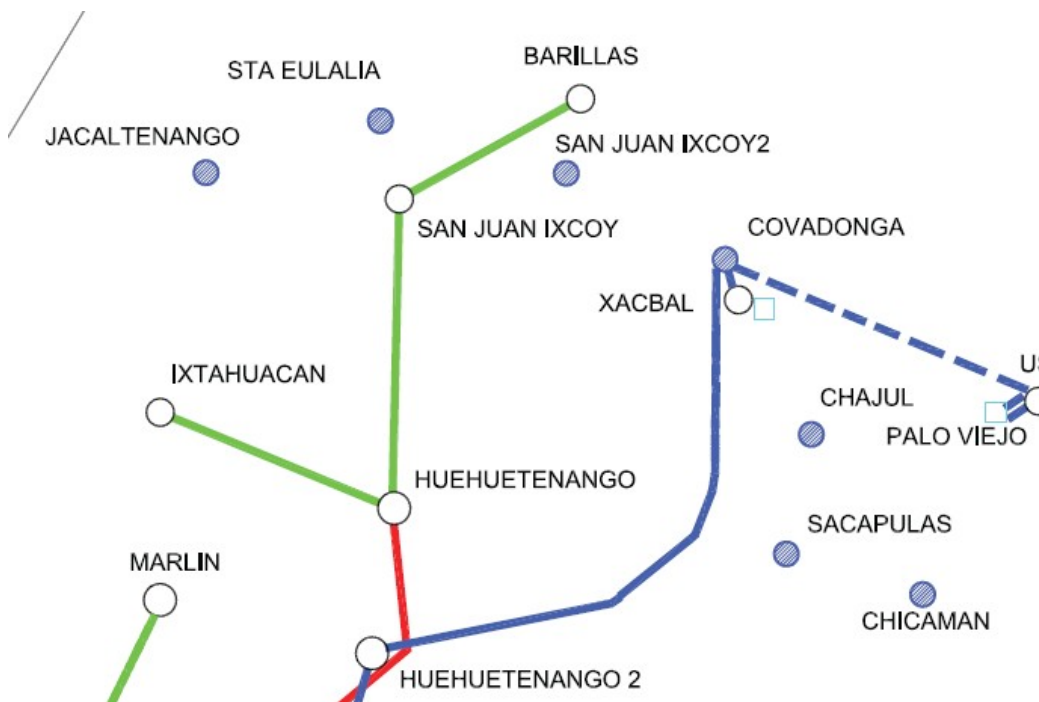 BARILLAS
STA EULALIA
JACALTENANGO
SAN JUAN IXCOY2
SAN JUAN IXCOY
COVADONGA
XACBAL
IXTAHUACAN
US
CHAJUL
PALO VIEJO
HUEHUETENANGO
SACAPULAS
MARLIN
CHICAMAN
HUEHUETENANGO 2